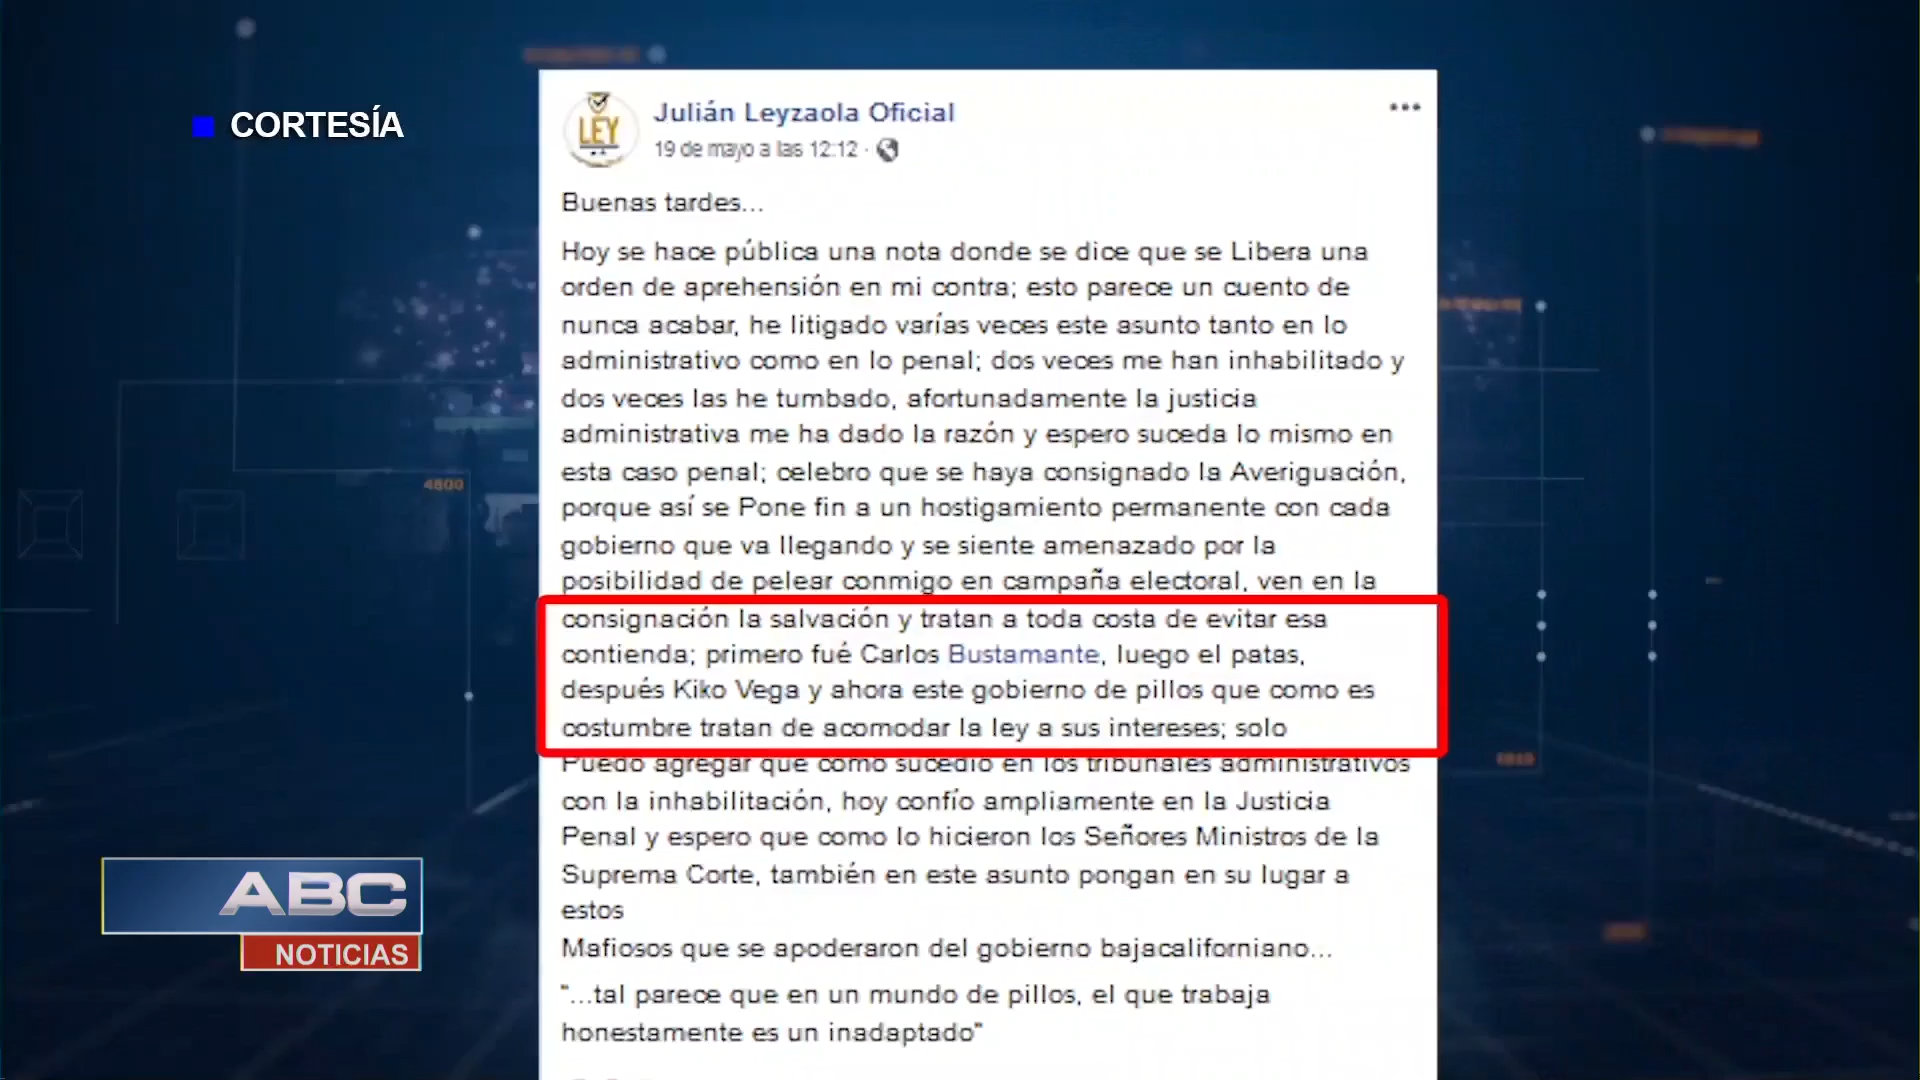 CORTESÍA
Julián Leyzaola Oficial
19 de mayo a las 12:12 ·
LEY
Buenas tardes...
Hoy se hace pública una nota donde se dice que se Libera una
orden de aprehensión en mi contra; esto parece un cuento de
nunca acabar, he litigado varías veces este asunto tanto en lo
administrativo como en lo penal; dos veces me han inhabilitado y
dos veces las he tumbado, afortunadamente la justicia
administrativa me ha dado la razón y espero suceda lo mismo en
esta caso penal; celebro que se haya consignado la Averiguación,
porque así se Pone fin a un hostigamiento permanente con cada
gobierno que va llegando y se siente amenazado por la
posibilidad de pelear conmigo en campaña electoral, ven en la
consignación la salvación y tratan a toda costa de evitar esa
contienda; primero fué Carlos Bustamante, luego el patas,
después Kiko Vega y ahora este gobierno de pillos que como es
costumbre tratan de acomodar la ley a sus intereses; solo
Puedo agregar que como sucedió en los tribunales administrativos
con la inhabilitación, hoy confío ampliamente en la Justicia
Penal y espero que como lo hicieron los Señores Ministros de la
Suprema Corte, también en este asunto pongan en su lugar a
estos
Mafiosos que se apoderaron del gobierno bajacaliforniano...
"...tal parece que en un mundo de pillos, el que trabaja
honestamente es un inadaptado"
4800
ABC
NOTICIAS